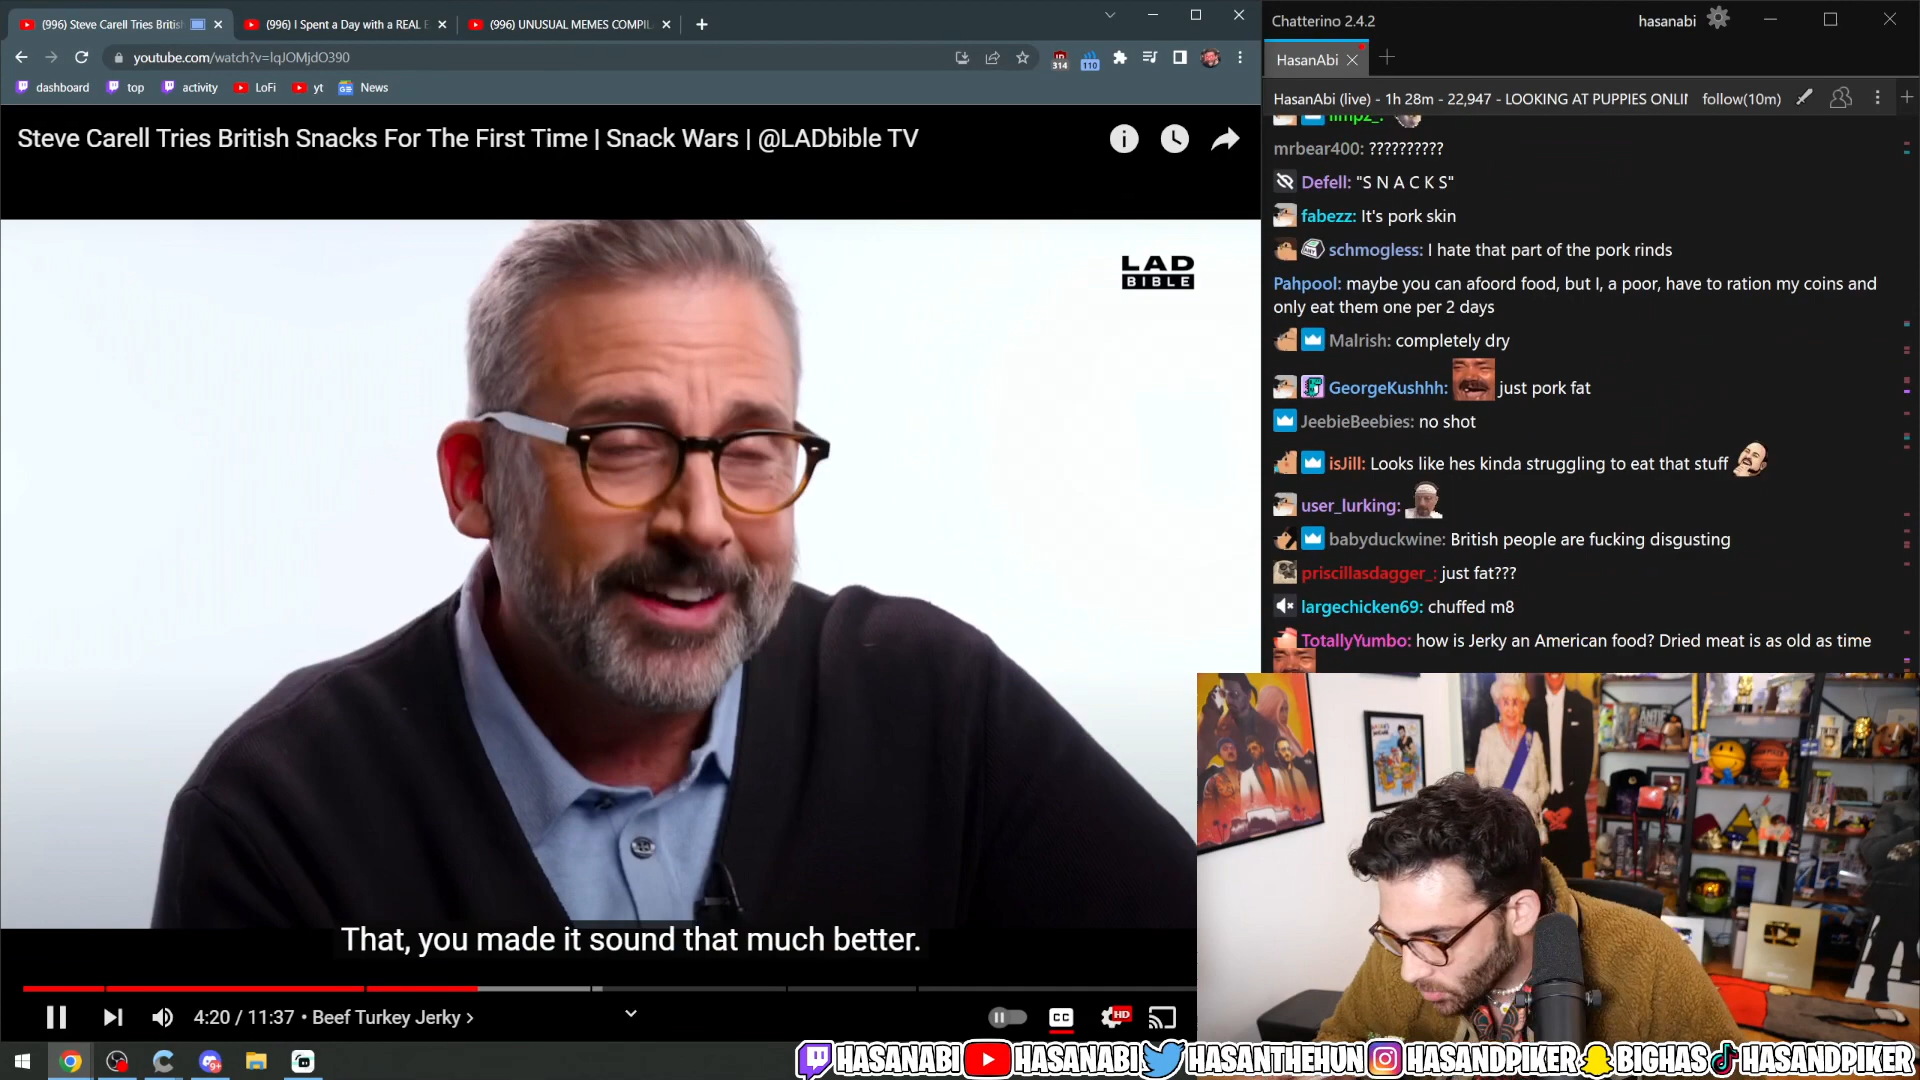 (996) Steve Carell Tries British
(996) I Spent a Day with a REAL E
(996) UNUSUAL MEMES COMPIL
youtube.com/watch?v=lqJOMjdO390
314
110
dashboard
top
activity
LoFi
yt
News
Steve Carell Tries British Snacks For The First Time | Snack Wars | @LADbible TV
LAD
BIBLE
That, you made it sound that much better.
4:20 / 11:37 • Beef Turkey Jerky >
CC
HD
Chatterino 2.4.2
hasanabi
HasanAbi
HasanAbi (live) - 1h 28m - 22,947 - LOOKING AT PUPPIES ONLI
follow(10m)
limpz_:
mrbear400: ??????????
Defell: "S N A C K S"
fabezz: It's pork skin
schmogless: I hate that part of the pork rinds
Pahpool: maybe you can afoord food, but I, a poor, have to ration my coins and
only eat them one per 2 days
Malrish: completely dry
GeorgeKushhh: just pork fat
JeebieBeebies: no shot
isJill: Looks like hes kinda struggling to eat that stuff
user_lurking:
babyduckwine: British people are fucking disgusting
priscillasdagger_: just fat???
largechicken69: chuffed m8
TotallyYumbo: how is Jerky an American food? Dried meat is as old as time
HASANABI HASANABI HASANTHEHUN HASANDPIKER BIGHAS HASANDPIKER